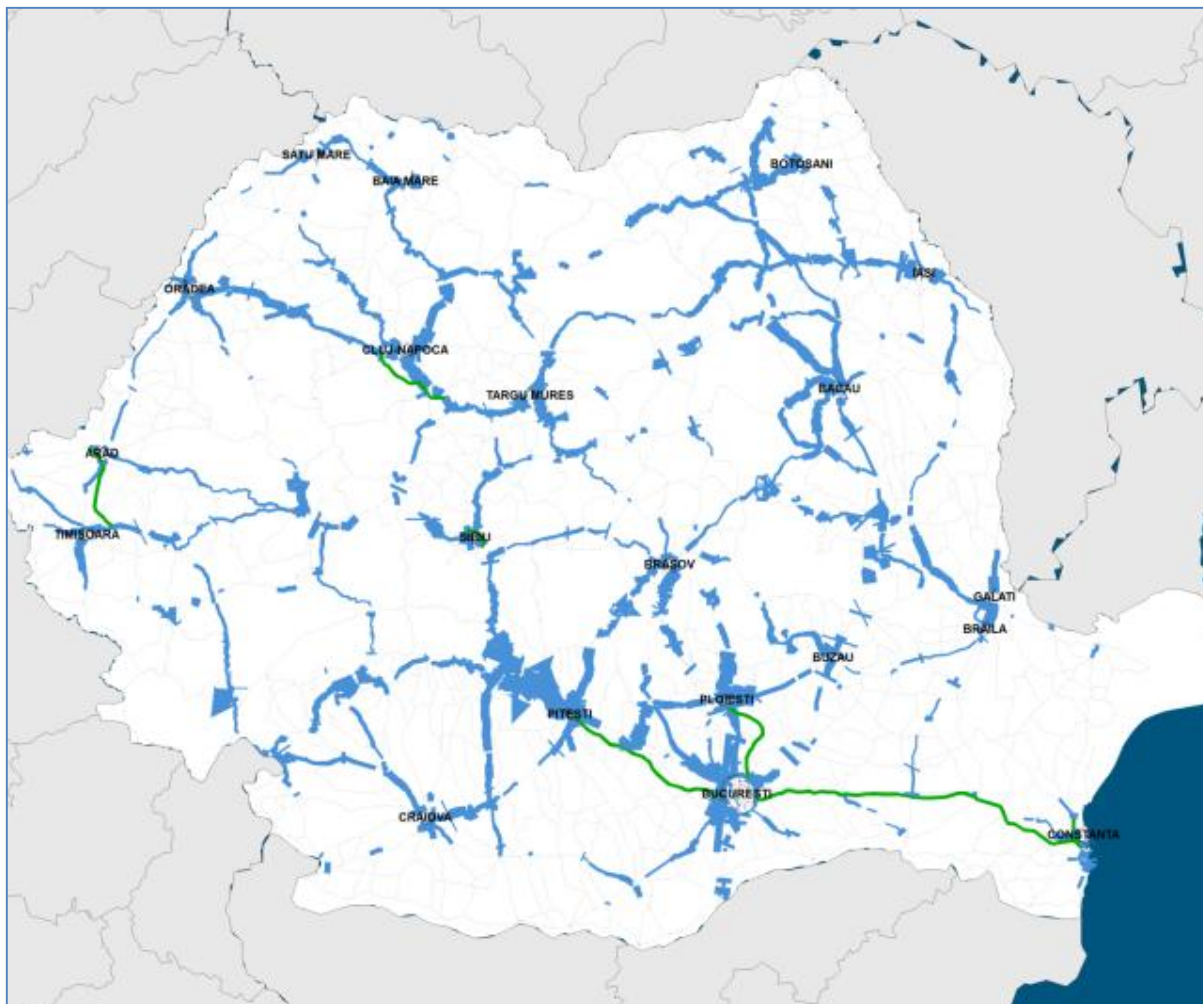 BOTOSANI
SATU MARE
BAIA MARE
IASI
ORADEA
CLUJ-NAPOCA
BACAU
TARGU MURES
ARAD
TIMISOARA
SIBIU
BRASOV
GALATI
BRAILA
BUZAU
PLOIESTI
PITESTI
BUCURESTI
CRAIOVA
CONSTANTA